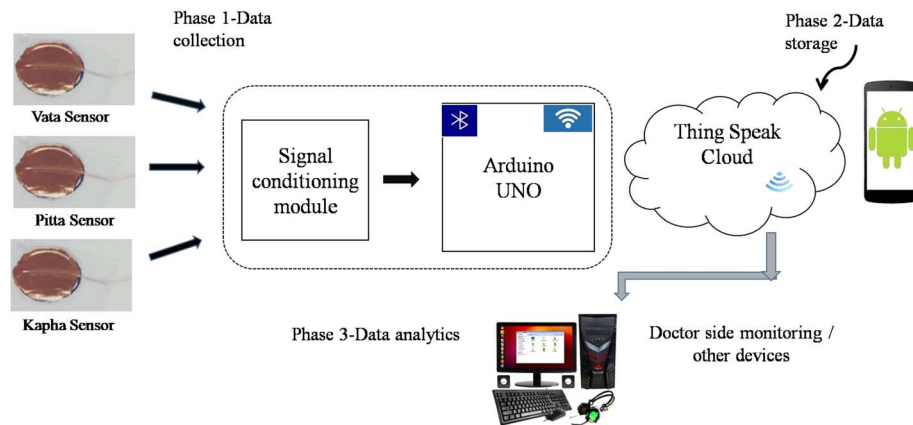 Phase 1-Data
collection
Phase 2-Data
storage
Vata Sensor
Pitta Sensor
Kapha Sensor
Signal
conditioning
module
Arduino
UNO
Thing Speak
Cloud
Phase 3-Data analytics
Doctor side monitoring /
other devices